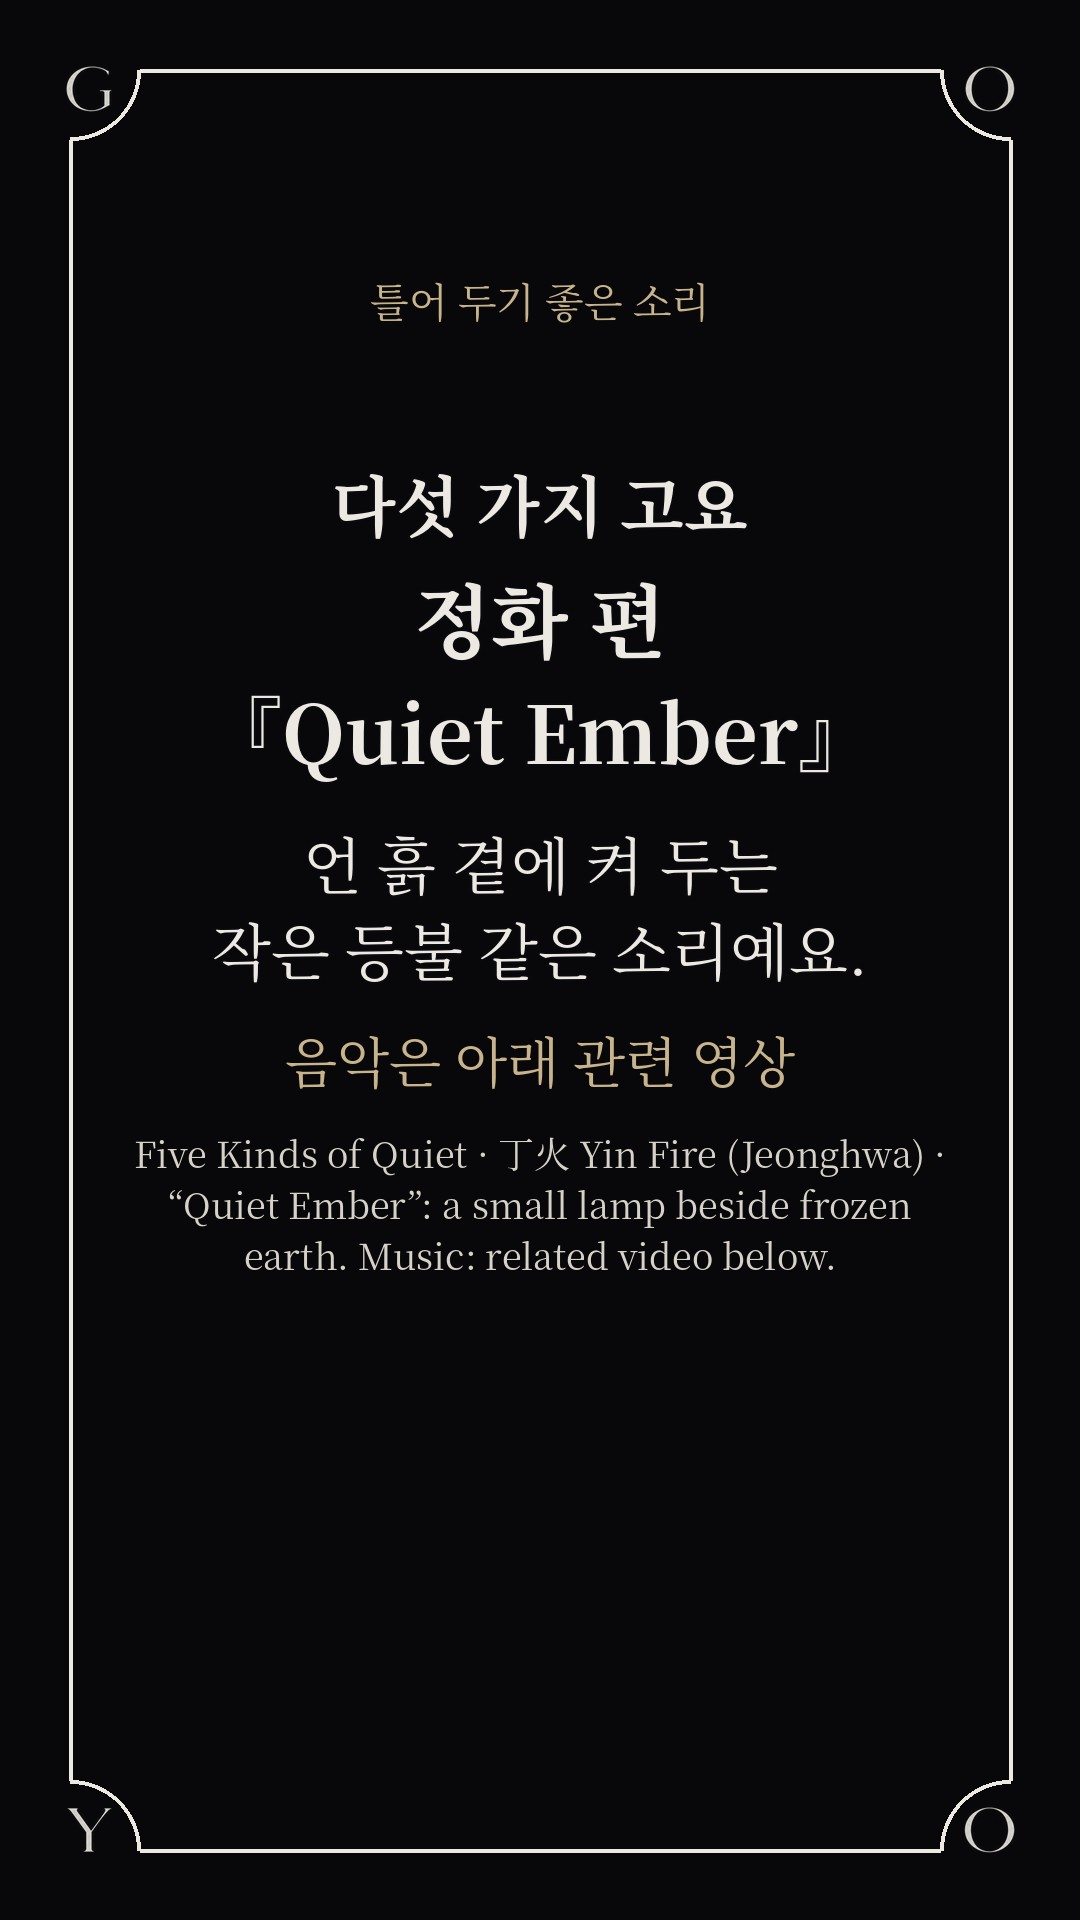 G O
틀어 두기 좋은 소리
다섯 가지 고요
정화 편
『Quiet Ember』
언 흙 곁에 켜 두는
작은 등불 같은 소리예요.
음악은 아래 관련 영상
Five Kinds of Quiet · 丁火 Yin Fire (Jeonghwa) ·
“Quiet Ember”: a small lamp beside frozen
earth. Music: related video below.
Y O